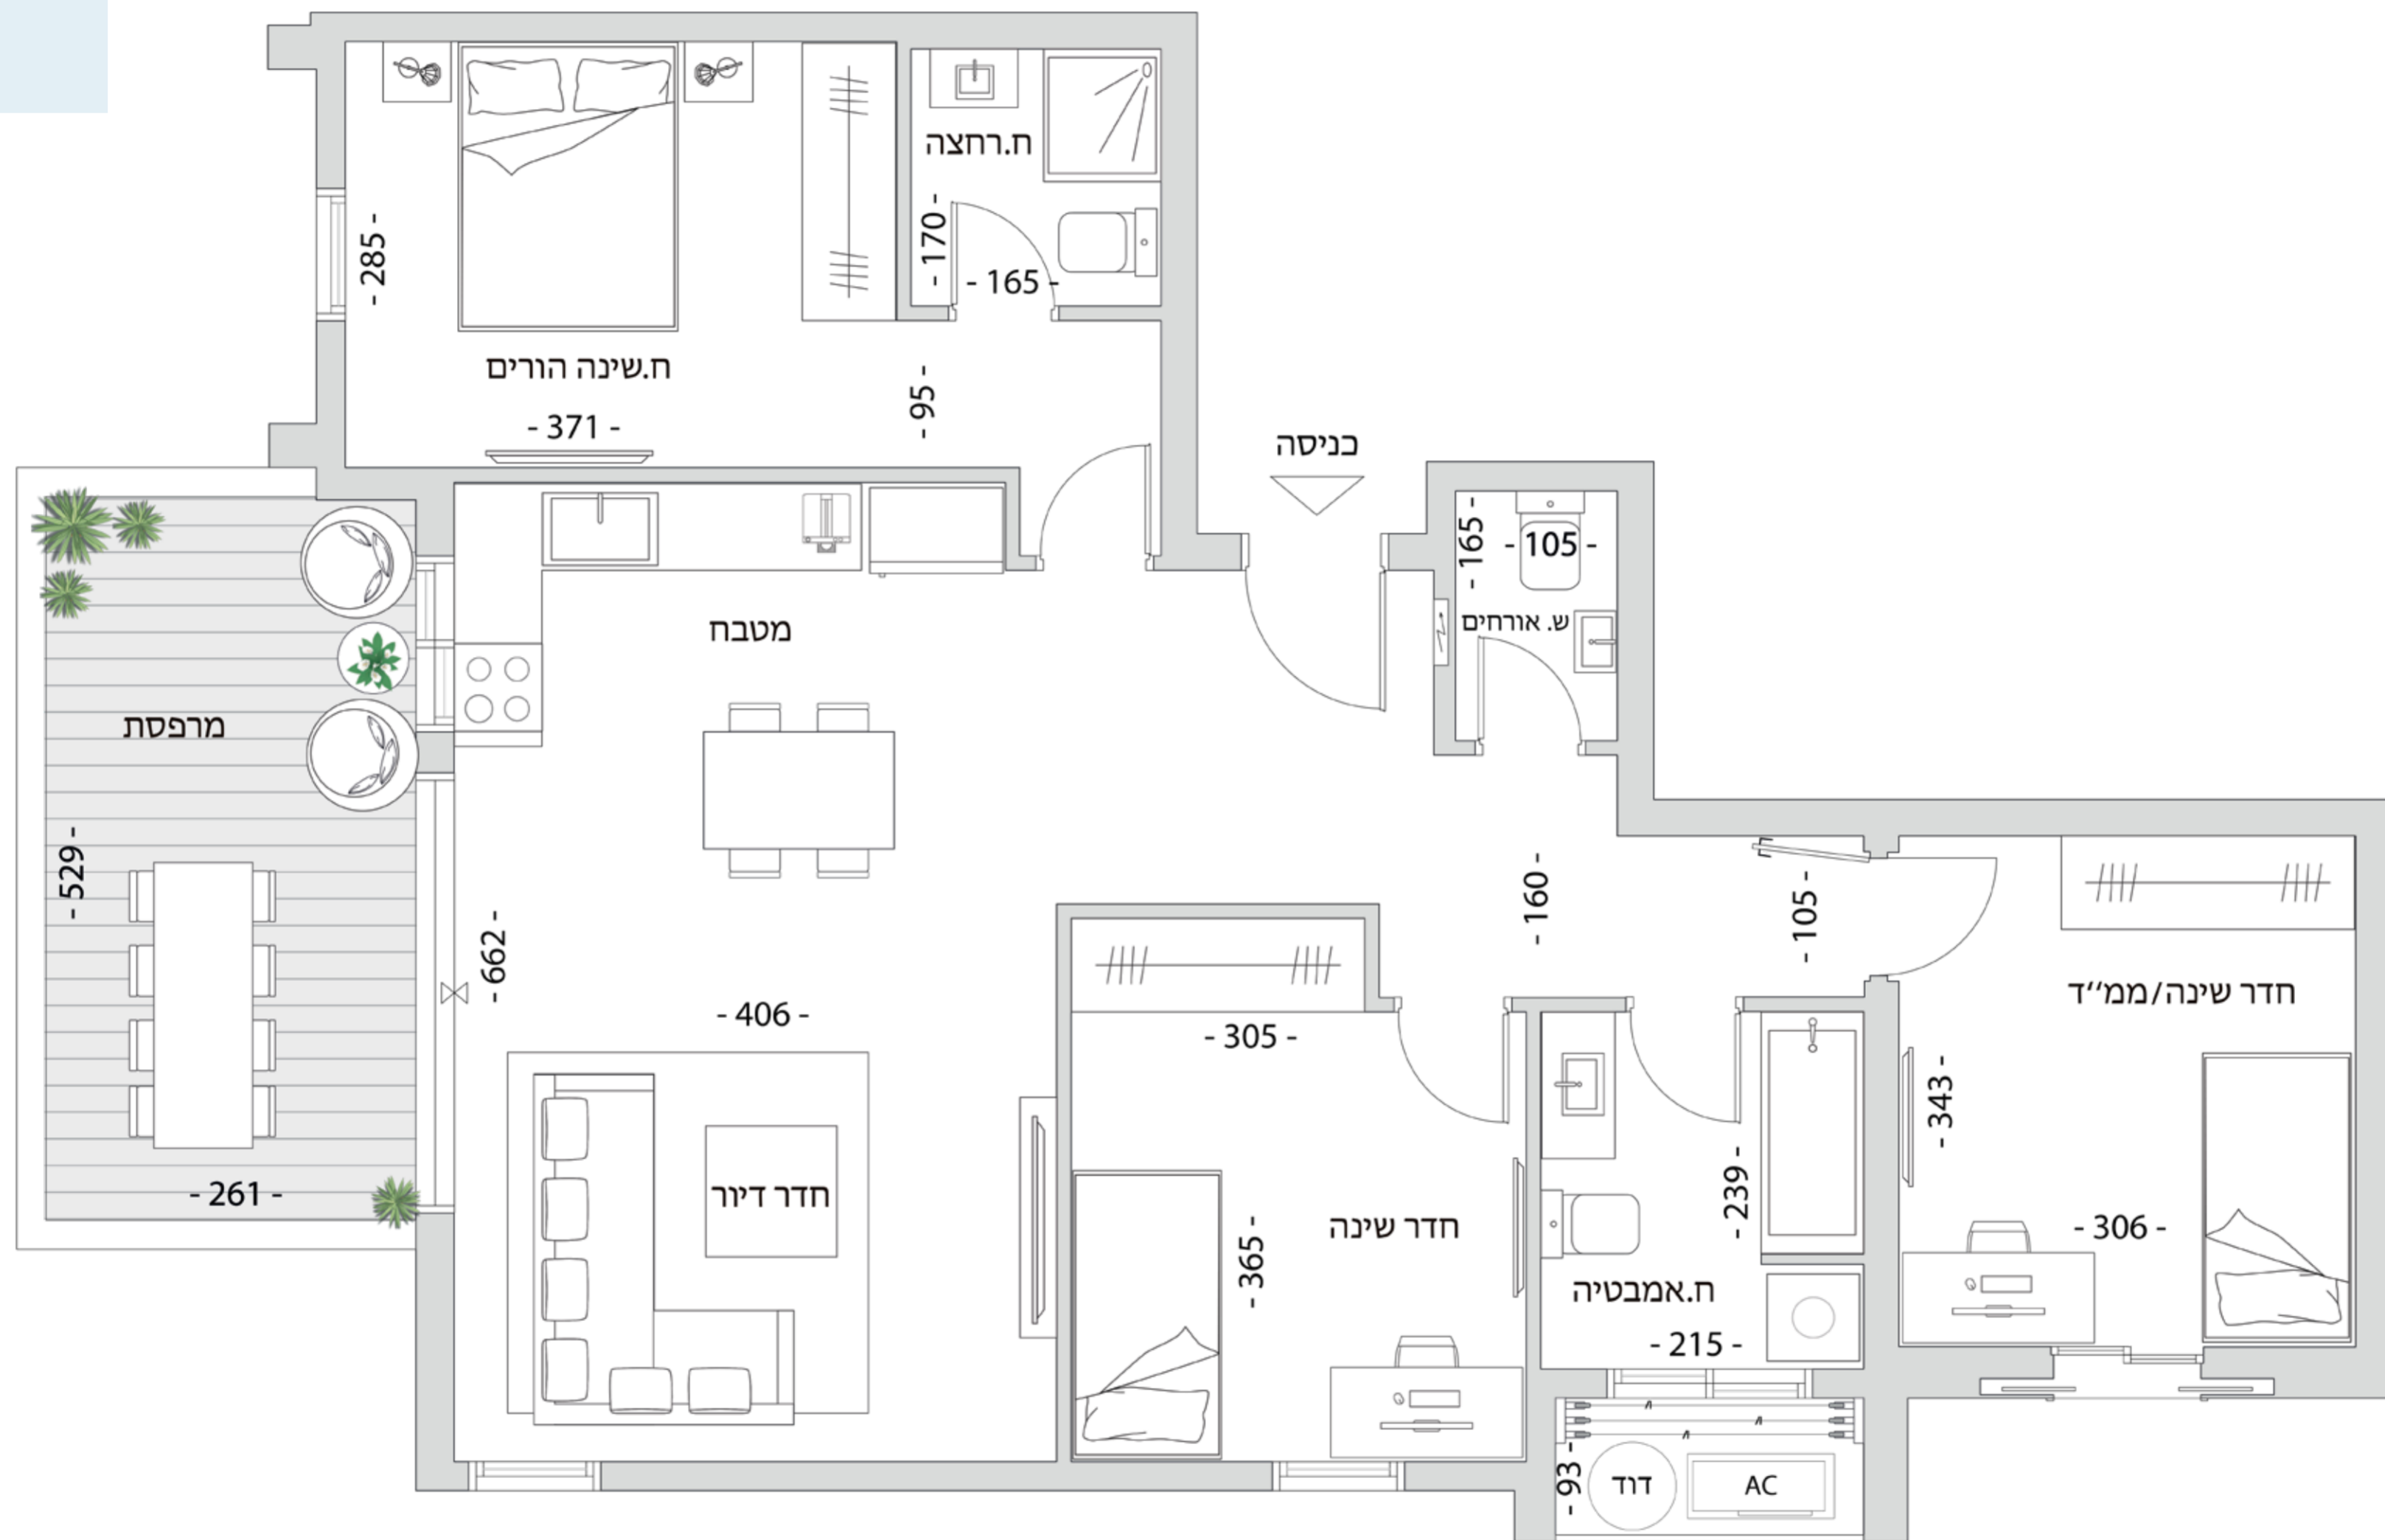 ח.רחצה
- 170 -
- 165 -
- 285 -
ח.שינה הורים
- 371 -
- 95 -
כניסה
- 165 -
- 105 -
ש. אורחים
מטבח
מרפסת
- 529 -
- 261 -
- 662 -
- 406 -
חדר דיור
- 160 -
- 105 -
חדר שינה/ממ״ד
- 343 -
- 306 -
- 305 -
חדר שינה
- 365 -
- 239 -
ח.אמבטיה
- 215 -
- 93 -
דוד
AC